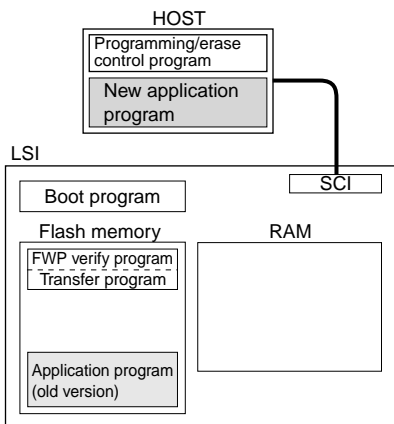 HOST
Programming/erase
control program
New application
program
LSI
SCI
Boot program
Flash memory
RAM
FWP verify program
Transfer program
Application program
(old version)